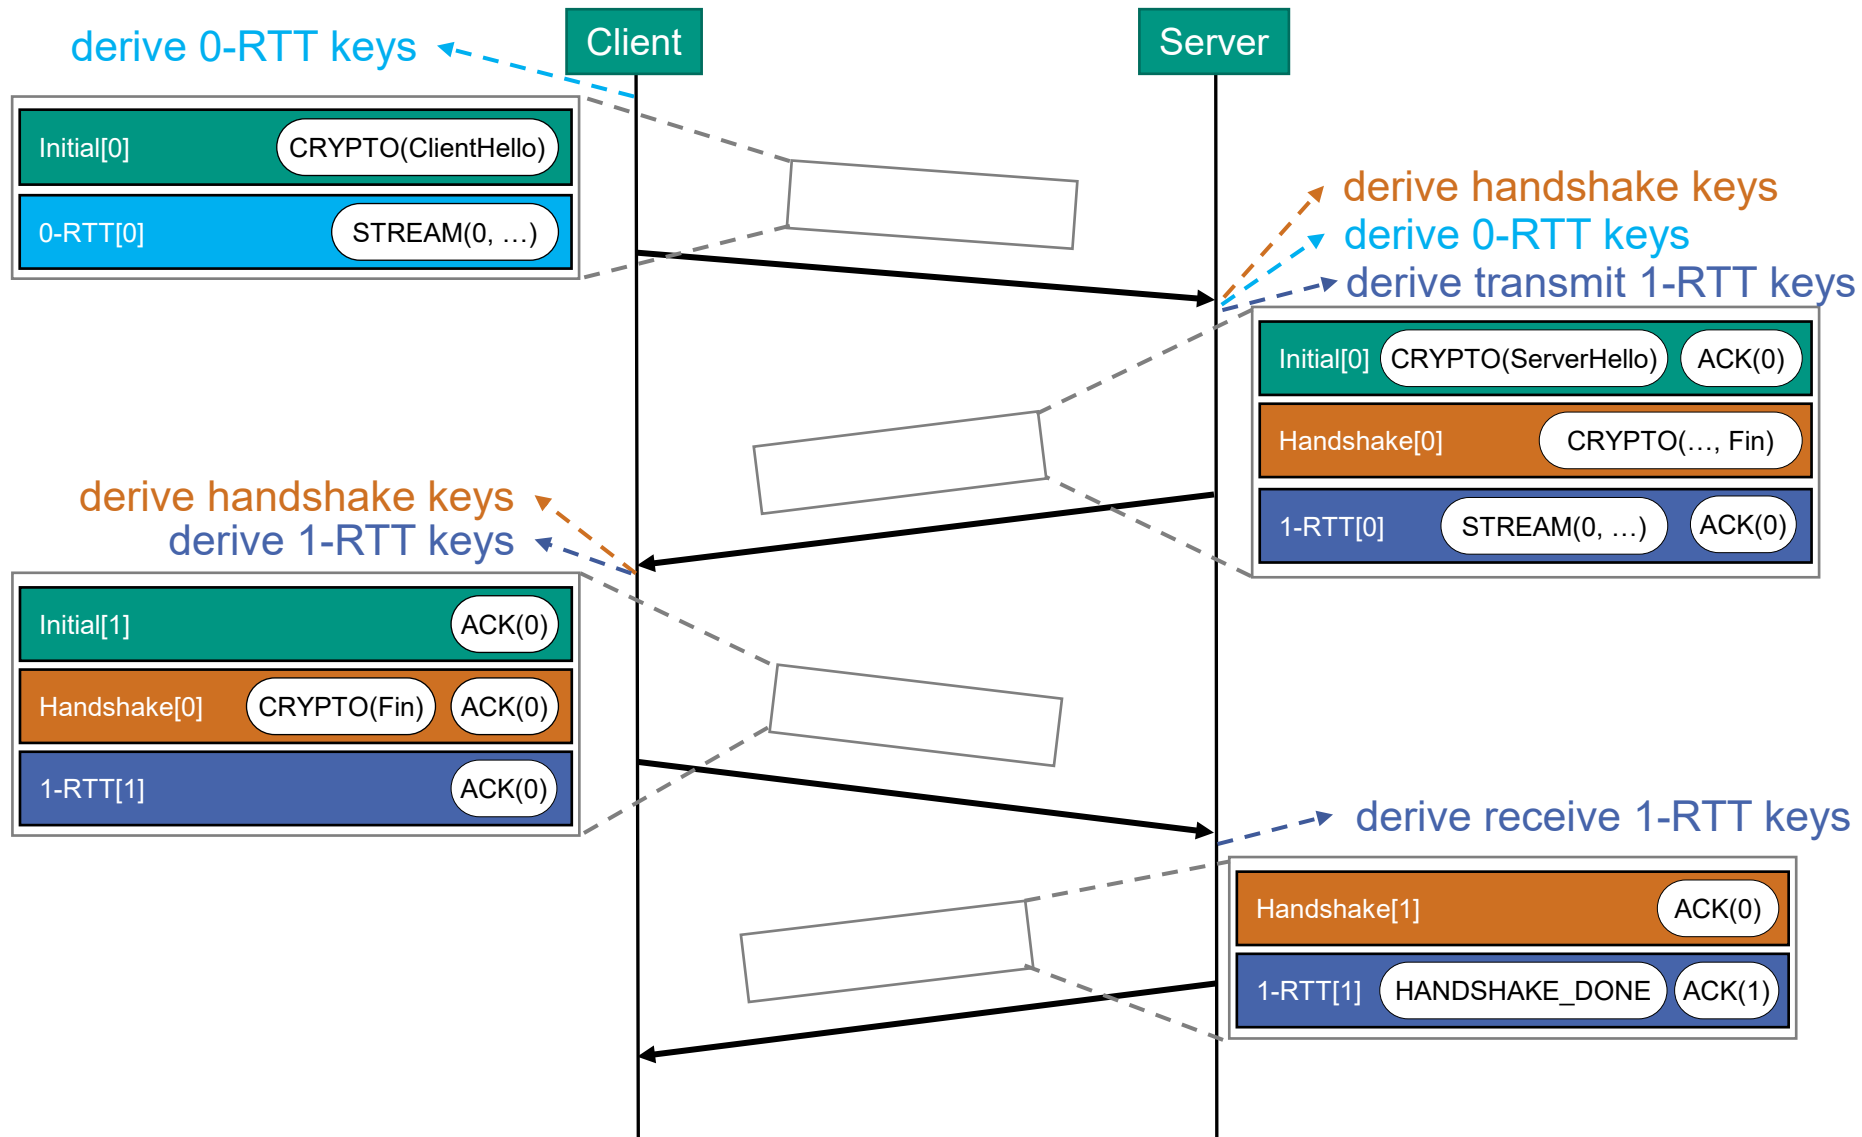 Client
Server
derive 0-RTT keys
Initial[0] CRYPTO(ClientHello)
0-RTT[0] STREAM(0, …)
derive handshake keys
derive 0-RTT keys
derive transmit 1-RTT keys
Initial[0] CRYPTO(ServerHello) ACK(0)
Handshake[0] CRYPTO(…, Fin)
1-RTT[0] STREAM(0, …) ACK(0)
derive handshake keys
derive 1-RTT keys
Initial[1] ACK(0)
Handshake[0] CRYPTO(Fin) ACK(0)
1-RTT[1] ACK(0)
derive receive 1-RTT keys
Handshake[1] ACK(0)
1-RTT[1] HANDSHAKE_DONE ACK(1)